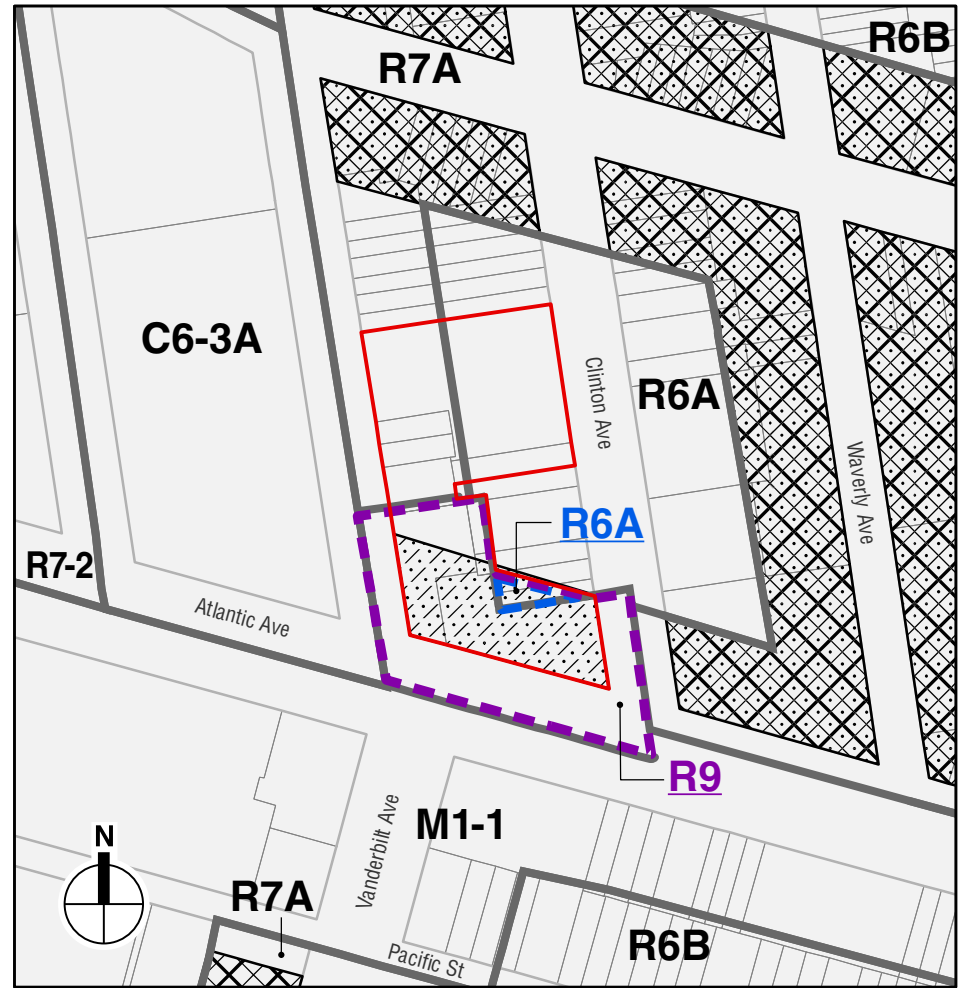 R6B
R7A
C6-3A
Clinton Ave
R6A
Waverly Ave
R6A
R7-2
Atlantic Ave
R9
Vanderbilt Ave
M1-1
N
R7A
R6B
Pacific St